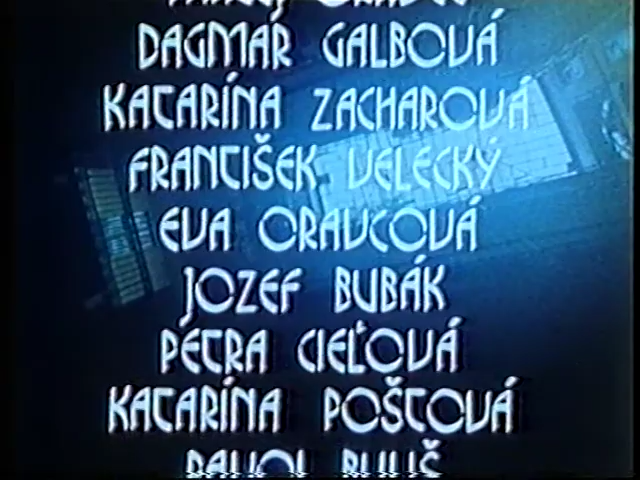 DAGMAR GALBOVÁ
KATARÍNA ZACHAROVÁ
FRANTIŠEK VELECKÝ
EVA ORAVCOVÁ
JOZEF BUBÁK
PETRA CIEĽOVÁ
KATARÍNA POŠTOVÁ